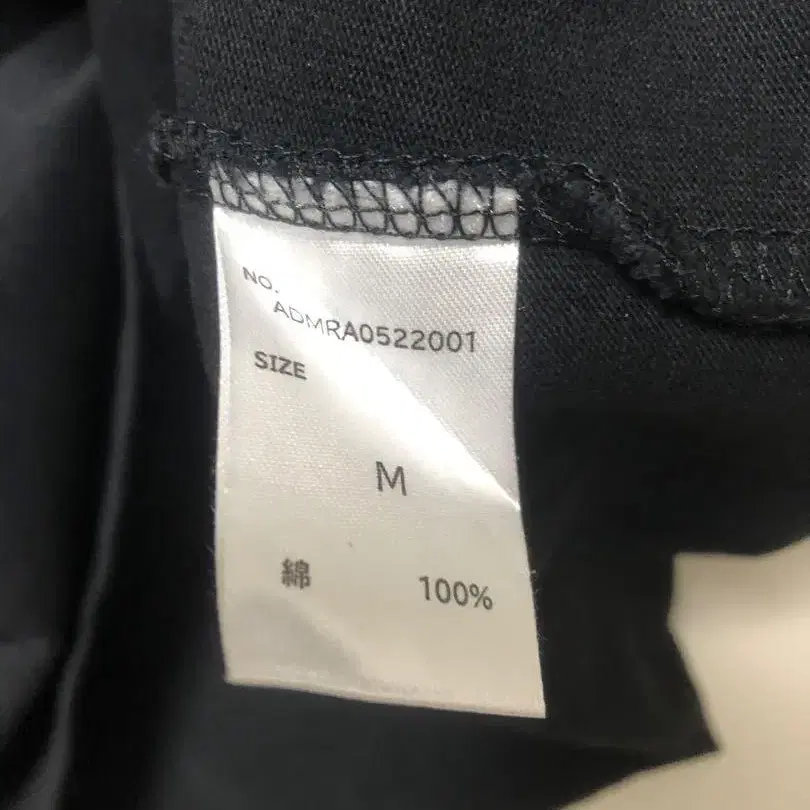 NO.
ADMRA0522001
SIZE
M
綿 100%